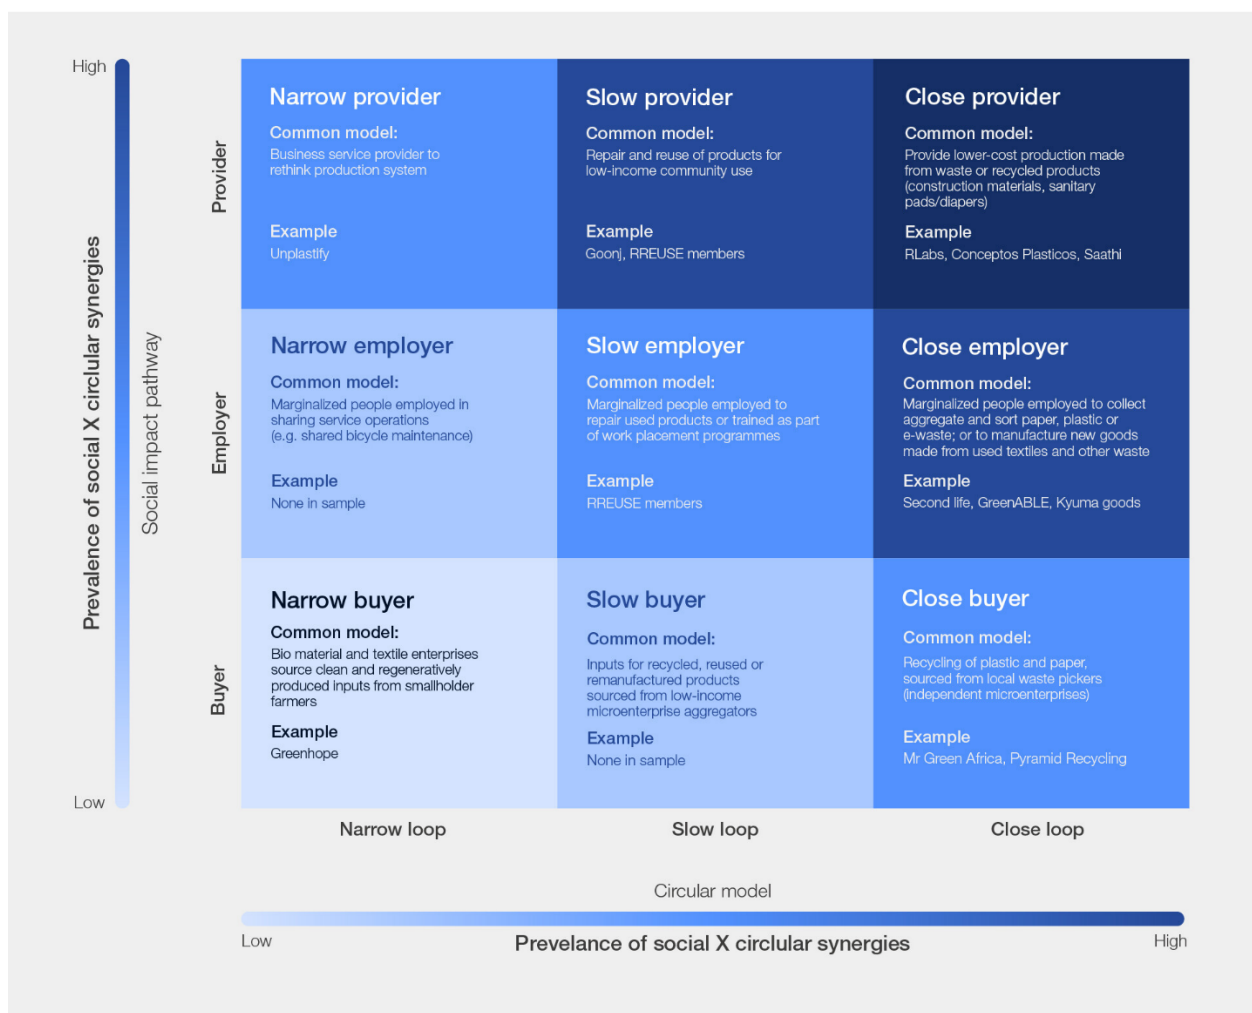 High
Prevalence of social X circlular synergies
Social impact pathway
Low
Provider
Narrow provider
Common model:
Business service provider to
rethink production system
Example
Unplastify
Slow provider
Common model:
Repair and reuse of products for
low-income community use
Example
Goonj, RREUSE members
Close provider
Common model:
Provide lower-cost production made
from waste or recycled products
(construction materials, sanitary
pads/diapers)
Example
RLabs, Conceptos Plasticos, Saathi
Employer
Narrow employer
Common model:
Marginalized people employed in
sharing service operations
(e.g. shared bicycle maintenance)
Example
None in sample
Slow employer
Common model:
Marginalized people employed to
repair used products or trained as part
of work placement programmes
Example
RREUSE members
Close employer
Common model:
Marginalized people employed to collect
aggregate and sort paper, plastic or
e-waste; or to manufacture new goods
made from used textiles and other waste
Example
Second life, GreenABLE, Kyuma goods
Buyer
Narrow buyer
Common model:
Bio material and textile enterprises
source clean and regeneratively
produced inputs from smallholder
farmers
Example
Greenhope
Slow buyer
Common model:
Inputs for recycled, reused or
remanufactured products
sourced from low-income
microenterprise aggregators
Example
None in sample
Close buyer
Common model:
Recycling of plastic and paper,
sourced from local waste pickers
(independent microenterprises)
Example
Mr Green Africa, Pyramid Recycling
Narrow loop
Slow loop
Close loop
Circular model
Low
Prevelance of social X circlular synergies
High